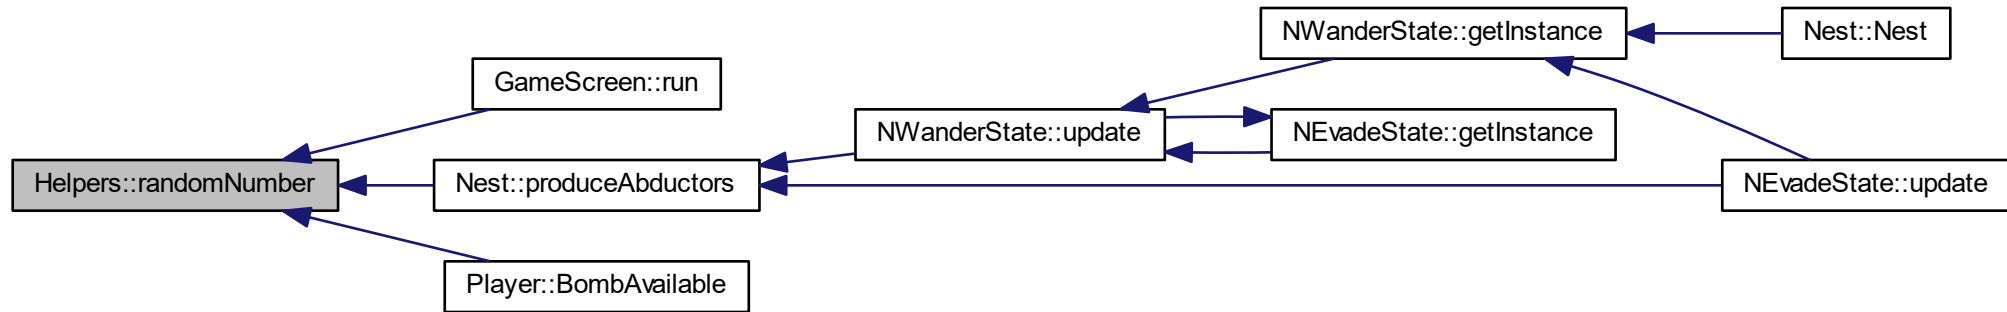 Helpers::randomNumber
GameScreen::run
Nest::produceAbductors
Player::BombAvailable
NWanderState::update
NWanderState::getInstance
NEvadeState::getInstance
Nest::Nest
NEvadeState::update